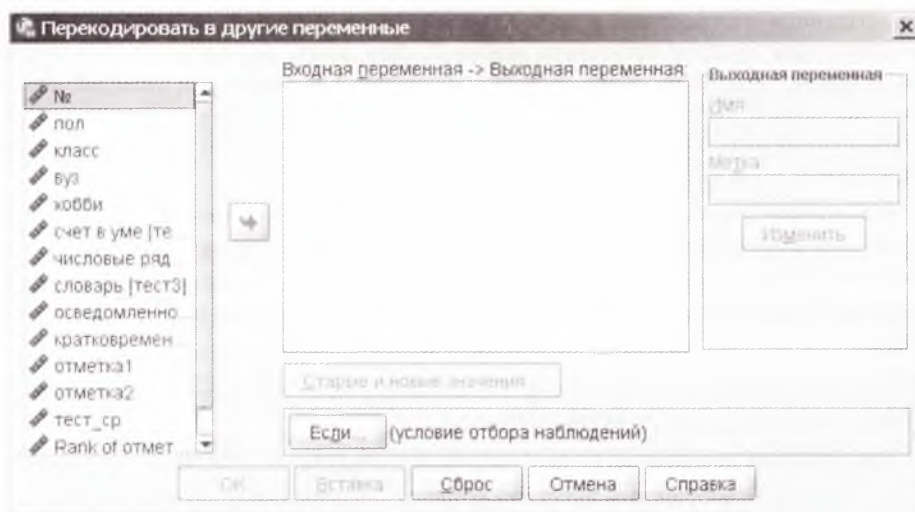 Перекодировать в другие переменные
Входная переменная -> Выходная переменная:
Выходная переменная
№
пол
класс
вуз
хобби
счет в уме [те...
числовые ряд...
словарь [тест3]
осведомленно...
кратковремен...
отметка1
отметка2
тест_ср
Rank of отмет...
Имя:
Метка:
Изменить
Старые и новые значения...
Если... (условие отбора наблюдений)
OK
Вставка
Сброс
Отмена
Справка